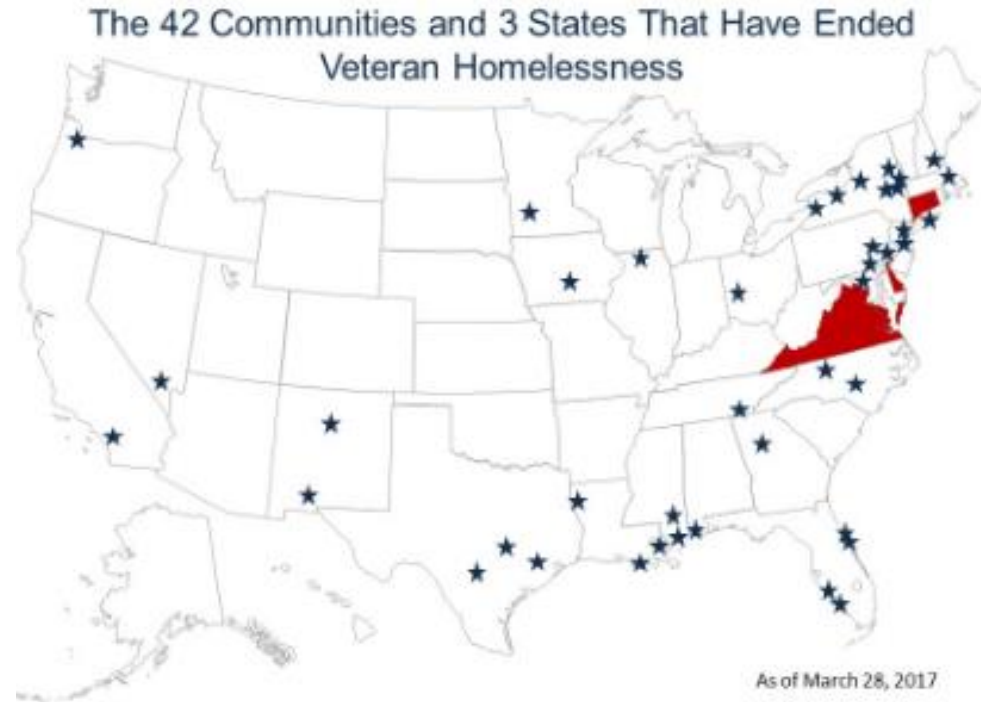 The 42 Communities and 3 States That Have Ended
Veteran Homelessness
As of March 28, 2017